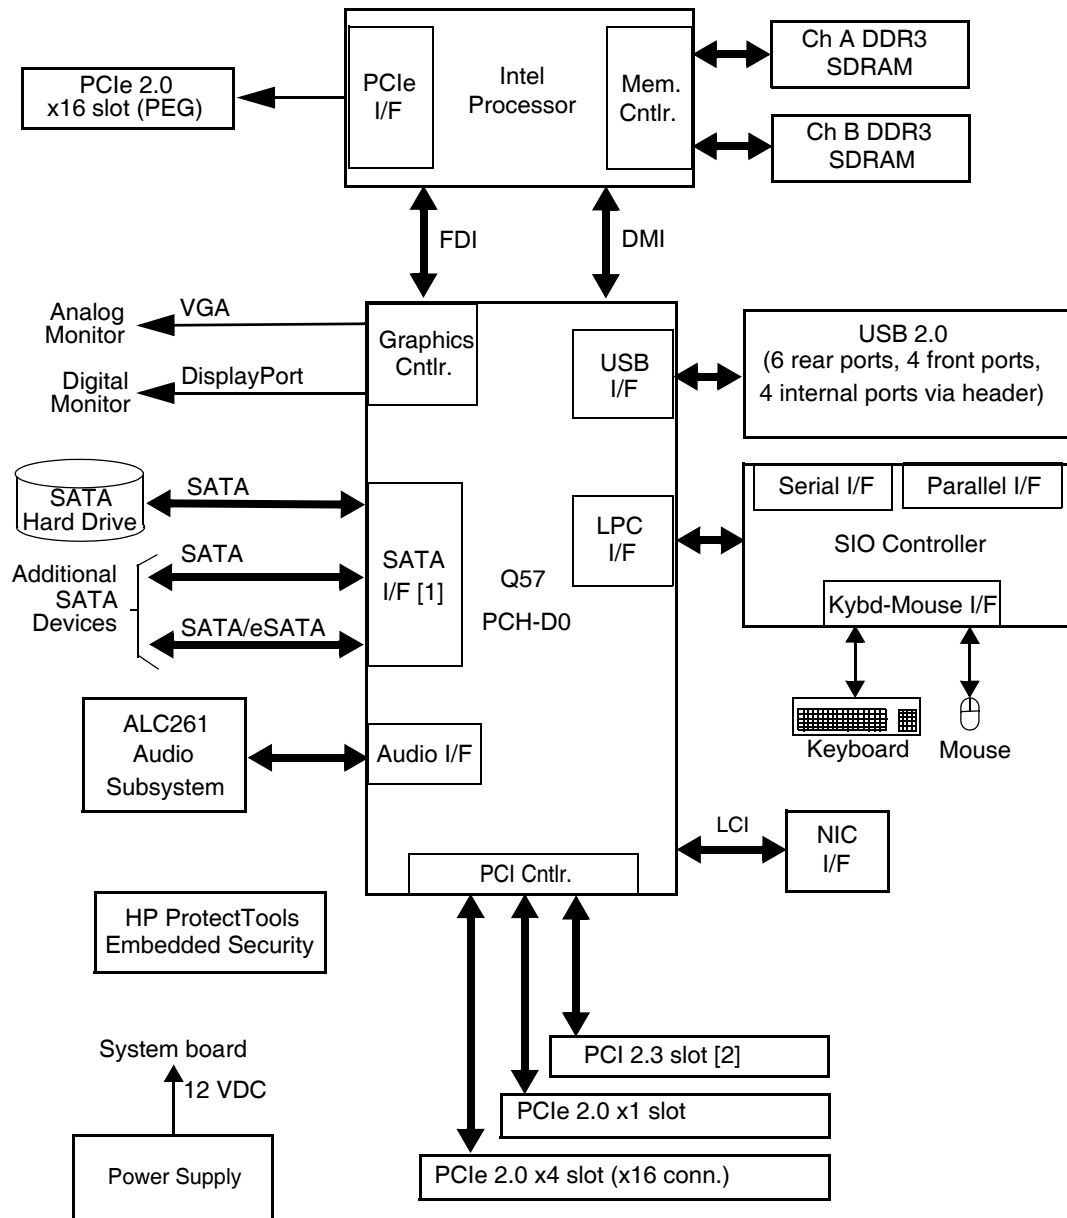 PCIe 2.0
x16 slot (PEG)
PCIe
I/F
Intel
Processor
Mem.
Cntlr.
Ch A DDR3
SDRAM
Ch B DDR3
SDRAM
FDI
DMI
Analog
Monitor
VGA
Digital
Monitor
DisplayPort
Graphics
Cntlr.
USB
I/F
USB 2.0
(6 rear ports, 4 front ports,
4 internal ports via header)
SATA
Hard Drive
SATA
Additional
SATA
Devices
SATA
SATA/eSATA
SATA
I/F [1]
Q57
PCH-D0
LPC
I/F
Serial I/F
Parallel I/F
SIO Controller
Kybd-Mouse I/F
Keyboard
Mouse
ALC261
Audio
Subsystem
Audio I/F
LCI
NIC
I/F
PCI Cntlr.
HP ProtectTools
Embedded Security
System board
12 VDC
Power Supply
PCI 2.3 slot [2]
PCIe 2.0 x1 slot
PCIe 2.0 x4 slot (x16 conn.)